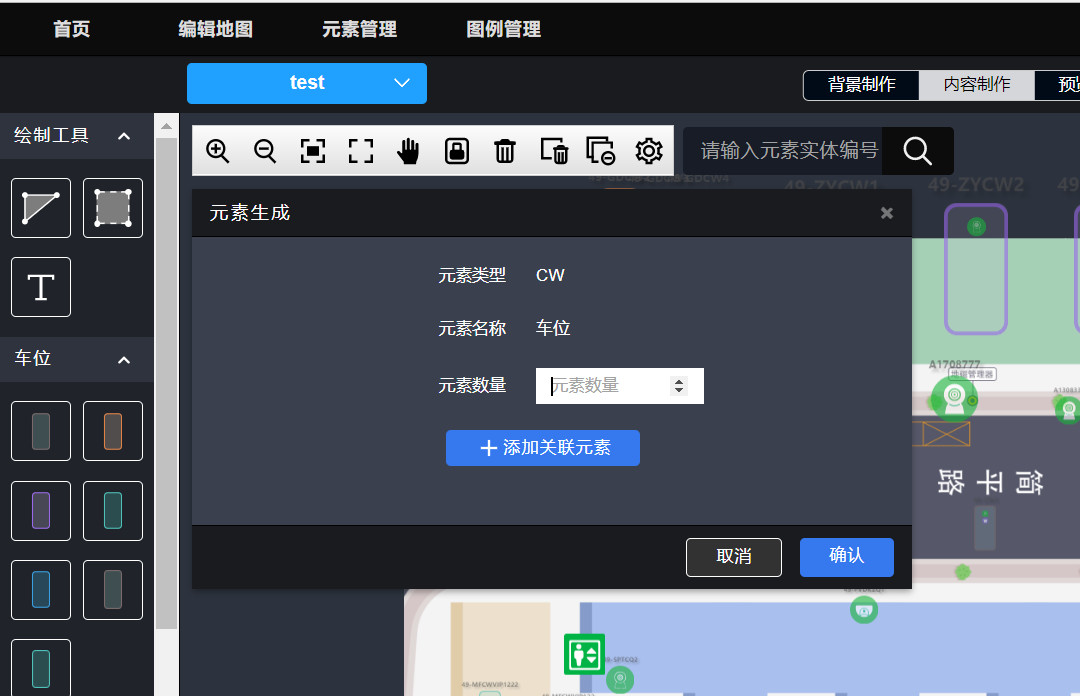 首页 编辑地图 元素管理 图例管理
test
背景制作 内容制作
绘制工具
请输入元素实体编号
49-ZYCW1 49-ZYCW2 49
元素生成
元素类型 CW
元素名称 车位
T
车位
A1708777
元素数量 元素数量
添加关联元素
简平路
取消 确认
49-SPTCQ2
49-MFCWVIP1222